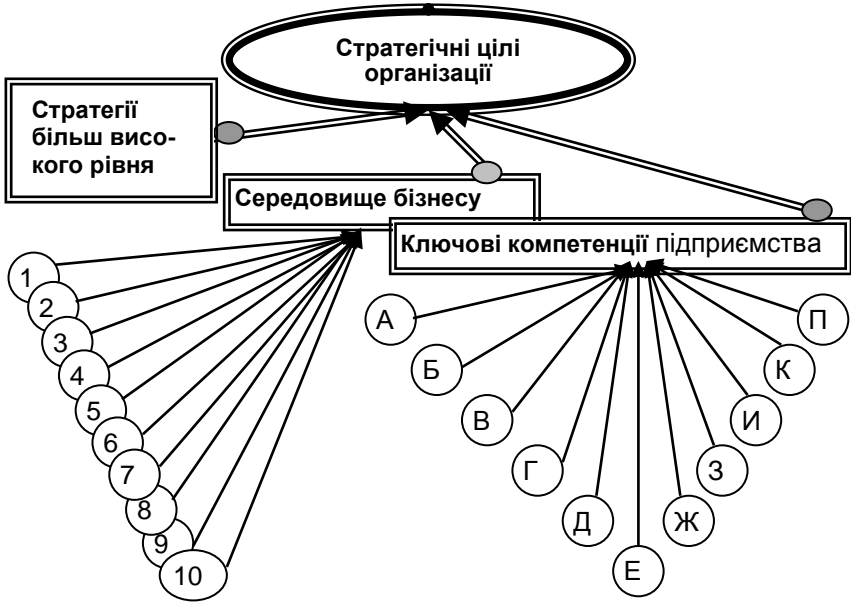 Стратегічні цілі
організації
Стратегії
більш висо-
кого рівня
Середовище бізнесу
Ключові компетенції підприємства
1
2
3
4
5
6
7
8
9
10
А
Б
В
Г
Д
Е
Ж
З
И
К
П